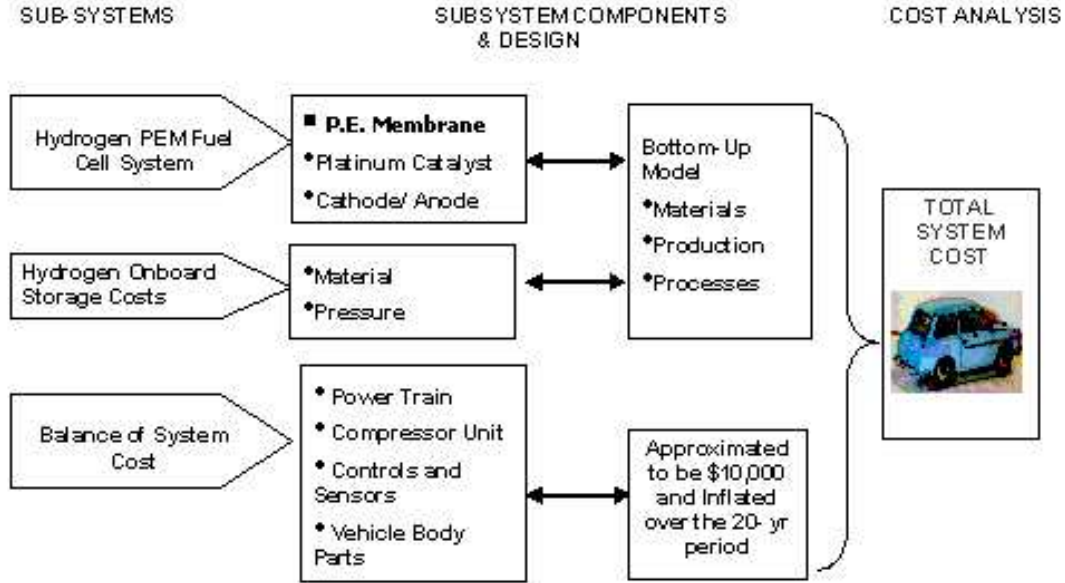 SUB-SYSTEMS
SUBSYSTEM COMPONENTS
& DESIGN
COST ANALYSIS
Hydrogen PEM Fuel
Cell System
▪ P.E. Membrane
•Platinum Catalyst
•Cathode/ Anode
Bottom-Up
Model
•Materials
•Production
•Processes
TOTAL
SYSTEM
COST
Hydrogen Onboard
Storage Costs
•Material
•Pressure
Balance of System
Cost
• Power Train
• Compressor Unit
• Controls and
Sensors
• Vehicle Body
Parts
Approximated
to be $10,000
and Inflated
over the 20- yr
period